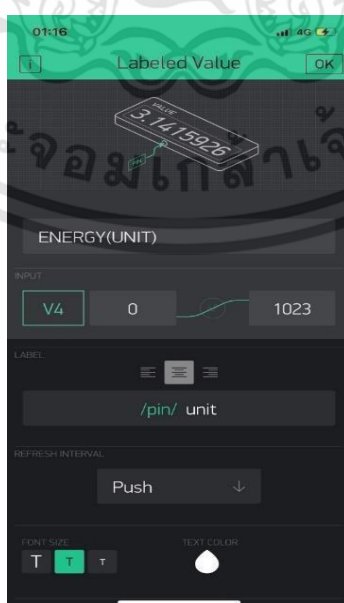 01:16 4G
i Labeled Value OK
VALUE
3.1415926
PIN
ENERGY(UNIT)
INPUT
V4 0 1023
LABEL
/pin/ unit
REFRESH INTERVAL
Push
FONT SIZE TEXT COLOR
T T T